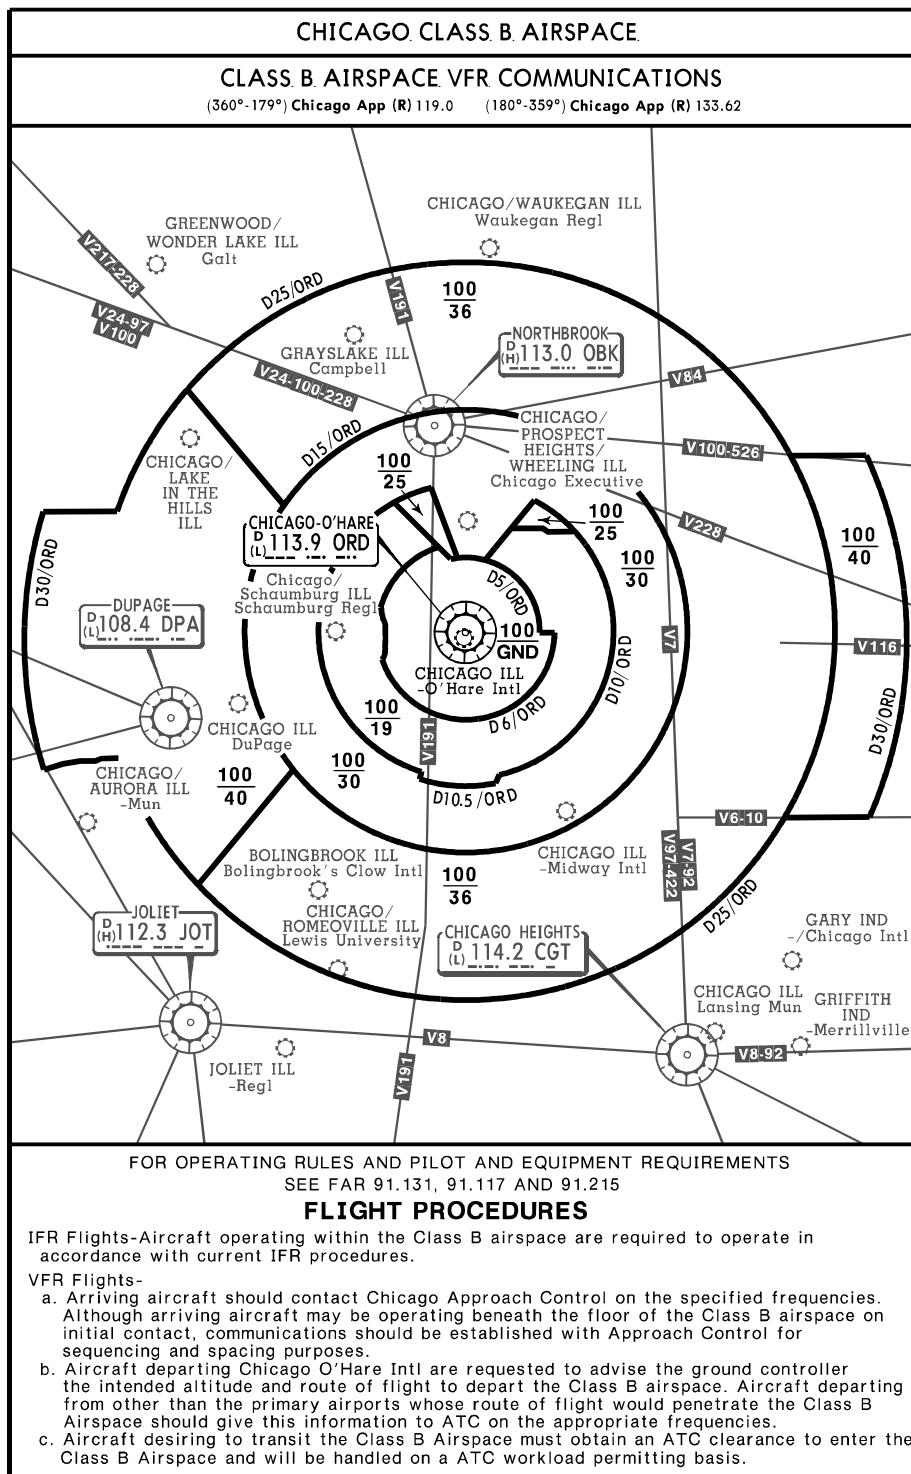 CHICAGO CLASS B AIRSPACE
CLASS B AIRSPACE VFR COMMUNICATIONS
(360°-179°) Chicago App (R) 119.0 (180°-359°) Chicago App (R) 133.62
CHICAGO/WAUKEGAN ILL
Waukegan Regl
GREENWOOD/
WONDER LAKE ILL
Galt
V217-228
D25/ORD
V191
100
36
V24-97
V100
NORTHBROOK
D
(H) 113.0 OBK
GRAYSLAKE ILL
Campbell
V24-100-228
V84
CHICAGO/
PROSPECT
HEIGHTS/
WHEELING ILL
Chicago Executive
D15/ORD
V100-526
CHICAGO/
LAKE
IN THE
HILLS
ILL
100
25
CHICAGO-O'HARE
D
(L) 113.9 ORD
100
25
V228
100
40
D30/ORD
100
30
Chicago/
Schaumburg ILL
Schaumburg Regl
D5/ORD
DUPAGE
D
(L) 108.4 DPA
100
GND
V7
V116
CHICAGO ILL
-O'Hare Intl
D10/ORD
D6/ORD
D30/ORD
100
19
V191
CHICAGO ILL
DuPage
100
30
CHICAGO/
AURORA ILL
-Mun
100
40
D10.5/ORD
V6-10
BOLINGBROOK ILL
Bolingbrook's Clow Intl
CHICAGO ILL
-Midway Intl
V7-92
V97-422
100
36
D25/ORD
CHICAGO/
ROMEOVILLE ILL
Lewis University
JOLIET
D
(H) 112.3 JOT
CHICAGO HEIGHTS
D
(L) 114.2 CGT
GARY IND
-/Chicago Intl
CHICAGO ILL
Lansing Mun
GRIFFITH
IND
-Merrillville
V8
V8-92
JOLIET ILL
-Regl
V191
FOR OPERATING RULES AND PILOT AND EQUIPMENT REQUIREMENTS
SEE FAR 91.131, 91.117 AND 91.215
FLIGHT PROCEDURES
IFR Flights-Aircraft operating within the Class B airspace are required to operate in
accordance with current IFR procedures.
VFR Flights-
a. Arriving aircraft should contact Chicago Approach Control on the specified frequencies.
Although arriving aircraft may be operating beneath the floor of the Class B airspace on
initial contact, communications should be established with Approach Control for
sequencing and spacing purposes.
b. Aircraft departing Chicago O'Hare Intl are requested to advise the ground controller
the intended altitude and route of flight to depart the Class B airspace. Aircraft departing
from other than the primary airports whose route of flight would penetrate the Class B
Airspace should give this information to ATC on the appropriate frequencies.
c. Aircraft desiring to transit the Class B Airspace must obtain an ATC clearance to enter the
Class B Airspace and will be handled on a ATC workload permitting basis.